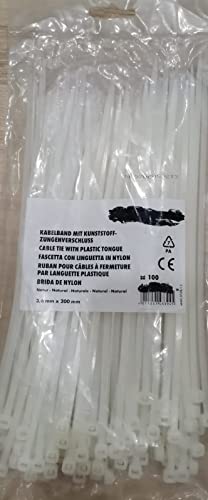 KABELBAND MIT KUNSTSTOFF-
ZUNGENVERSCHLUSS
CABLE TIE WITH PLASTIC TONGUE
FASCETTA CON LINGUETTA IN NYLON
RUBAN POUR CÂBLES À FERMETURE
PAR LANGUETTE PLASTIQUE
BRIDA DE NYLON
Natur - Natural - Naturale - Naturel - Natural
3,6 mm x 200 mm
PA
CE
100